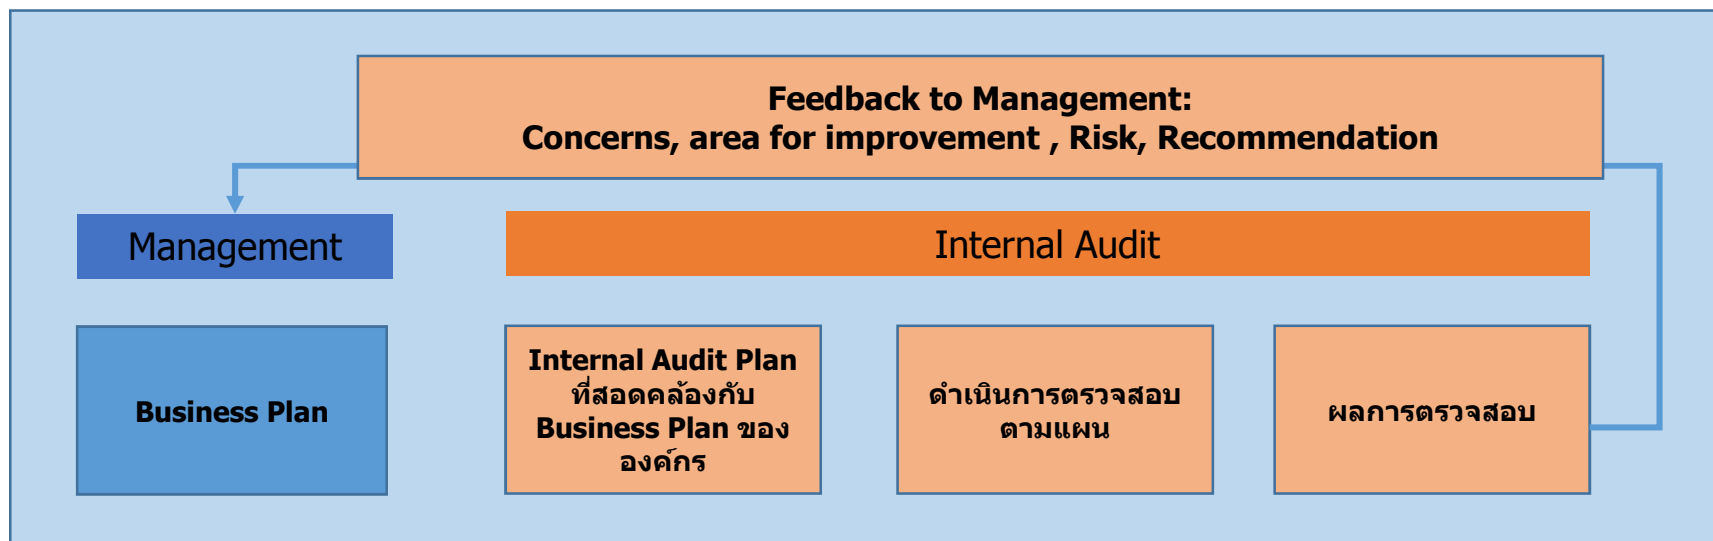 Feedback to Management:
Concerns, area for improvement , Risk, Recommendation
Management
Internal Audit
Business Plan
Internal Audit Plan
ที่สอดคล้องกับ
Business Plan ของ
องค์กร
ดำเนินการตรวจสอบ
ตามแผน
ผลการตรวจสอบ